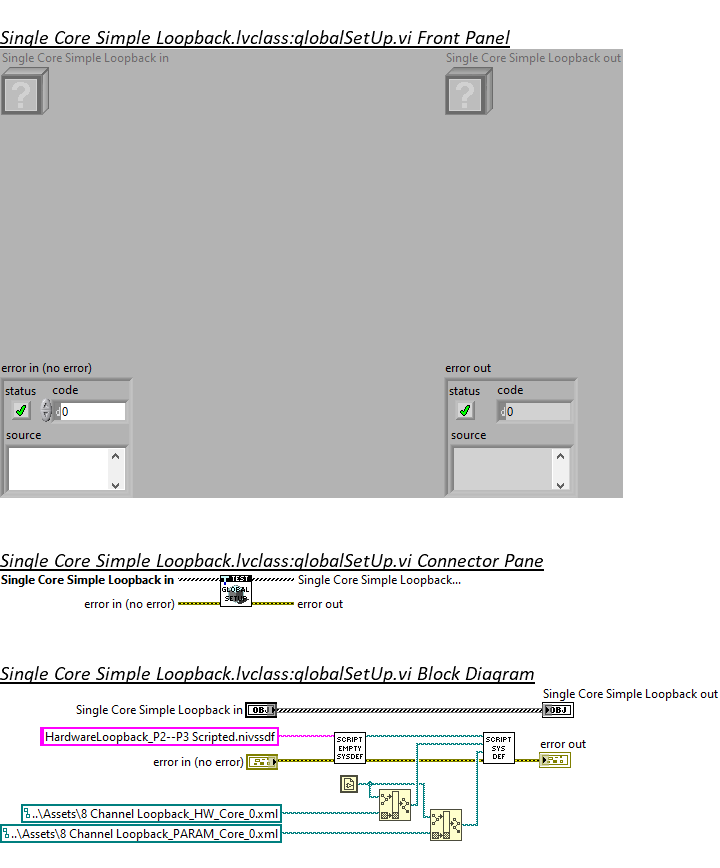 Single Core Simple Loopback.lvclass:globalSetUp.vi Front Panel
Single Core Simple Loopback in
Single Core Simple Loopback out
?
?
error in (no error)
error out
status code
status code
d 0
d 0
source
source
Single Core Simple Loopback.lvclass:globalSetUp.vi Connector Pane
Single Core Simple Loopback in
TEST
GLOBAL
SETUP
Single Core Simple Loopback...
error in (no error)
error out
Single Core Simple Loopback.lvclass:globalSetUp.vi Block Diagram
Single Core Simple Loopback out
Single Core Simple Loopback in
OBJ
OBJ
HardwareLoopback_P2--P3 Scripted.nivssdf
SCRIPT
EMPTY
SYSDEF
SCRIPT
SYS
DEF
error out
error in (no error)
..\Assets\8 Channel Loopback_HW_Core_0.xml
..\Assets\8 Channel Loopback_PARAM_Core_0.xml